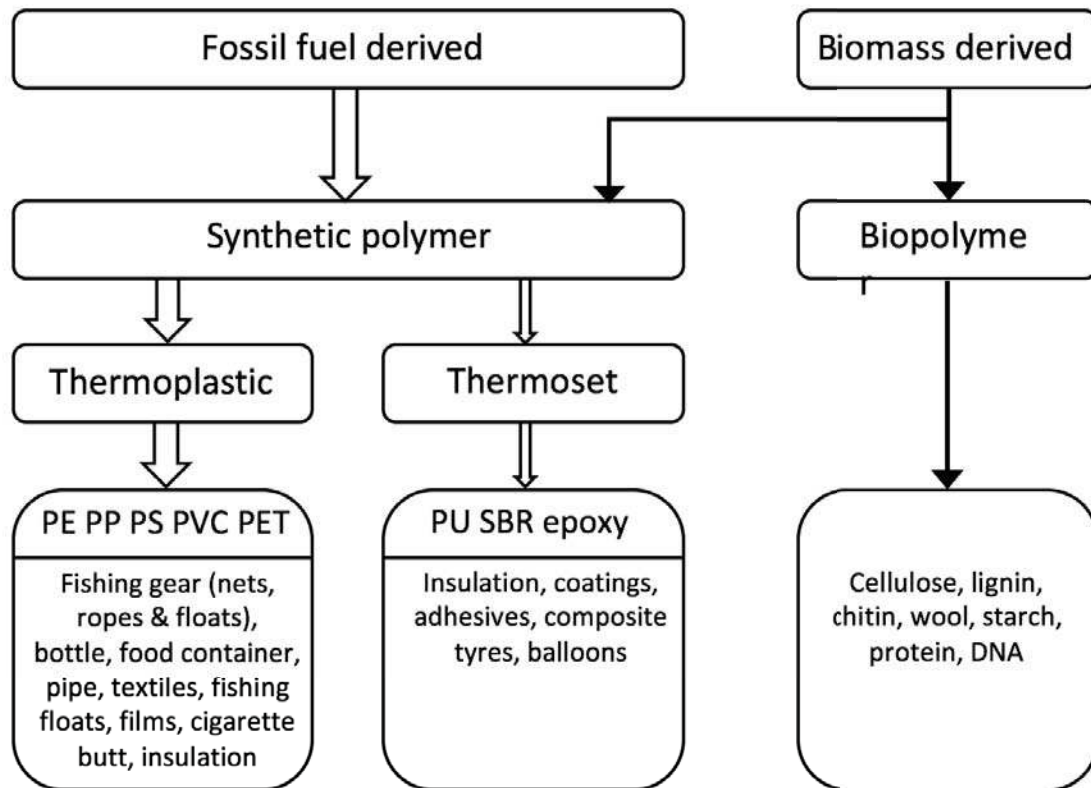 Fossil fuel derived
Biomass derived
Synthetic polymer
Biopolyme
r
Thermoplastic
Thermoset
PE PP PS PVC PET
Fishing gear (nets,
ropes & floats),
bottle, food container,
pipe, textiles, fishing
floats, films, cigarette
butt, insulation
PU SBR epoxy
Insulation, coatings,
adhesives, composite
tyres, balloons
Cellulose, lignin,
chitin, wool, starch,
protein, DNA